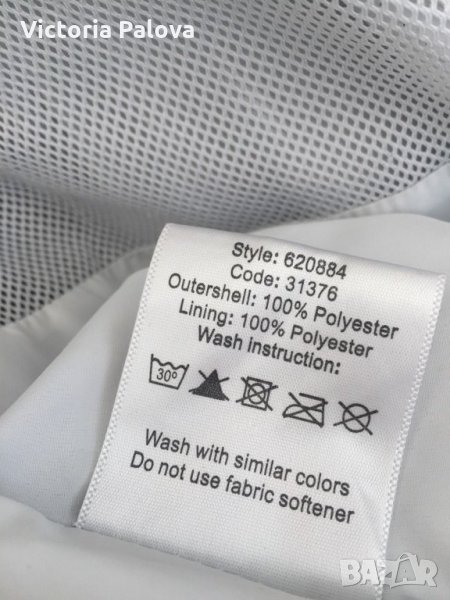 Victoria Palova
Style: 620884
Code: 31376
Outershell: 100% Polyester
Lining: 100% Polyester
Wash instruction:
30°
Wash with similar colors
Do not use fabric softener
BAZAR